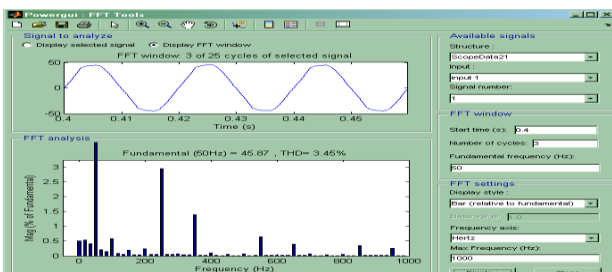 Powergui : FFT Tools
Signal to analyze
Display selected signal
Display FFT window
FFT window: 3 of 25 cycles of selected signal
50
0
-50
0.4
0.41
0.42
0.43
0.44
0.45
Time (s)
FFT analysis
Fundamental (50Hz) = 45.87 , THD= 3.45%
3
2.5
2
1.5
1
0.5
0
Mag (% of Fundamental)
0
200
400
600
800
1000
Frequency (Hz)
Available signals
Structure :
ScopeData21
Input :
input 1
Signal number:
1
FFT window
Start time (s): 0.4
Number of cycles: 3
Fundamental frequency (Hz):
50
FFT settings
Display style :
Bar (relative to fundamental)
Base value: 1.0
Frequency axis:
Hertz
Max Frequency (Hz):
1000